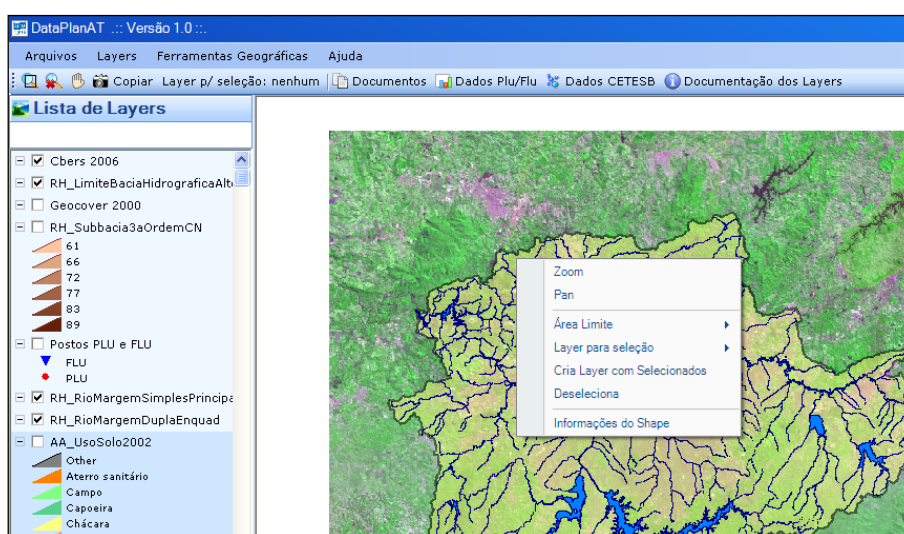 DataPlanAT .:: Versão 1.0 ::.
Arquivos Layers Ferramentas Geográficas Ajuda
Copiar Layer p/ seleção: nenhum Documentos Dados Plu/Flu Dados CETESB Documentação dos Layers
Lista de Layers
Cbers 2006
RH_LimiteBaciaHidrograficaAlt
Geocover 2000
RH_Subbacia3aOrdemCN
61
66
72
77
83
89
Postos PLU e FLU
FLU
PLU
RH_RioMargemSimplesPrincipa
RH_RioMargemDuplaEnquad
AA_UsoSolo2002
Other
Aterro sanitário
Campo
Capoeira
Chácara
Zoom
Pan
Área Limite
Layer para seleção
Cria Layer com Selecionados
Deseleciona
Informações do Shape